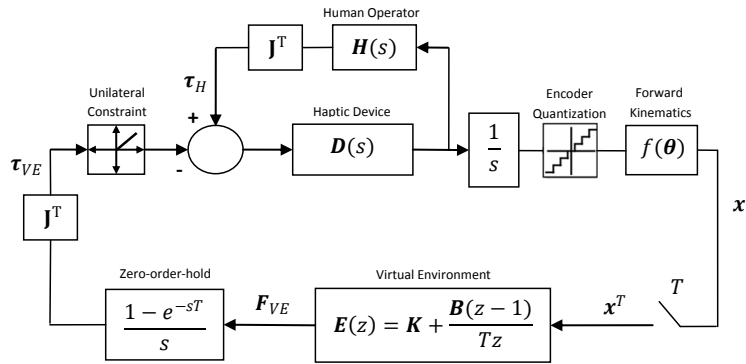 Human Operator
J^T
H(s)
τ_H
Unilateral
Constraint
Haptic Device
Encoder
Quantization
Forward
Kinematics
+
-
D(s)
1/s
f(θ)
τ_VE
J^T
x
Zero-order-hold
Virtual Environment
T
(1 − e^{−sT})/s
F_VE
E(z) = K + B(z − 1)/(Tz)
x^T